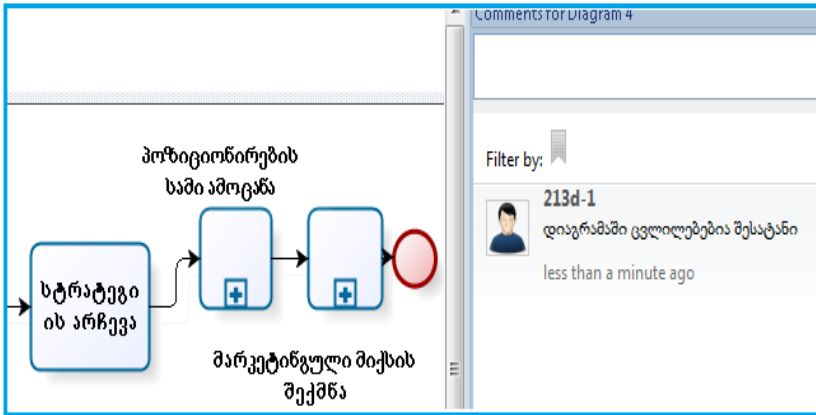 Comments for Diagram 4
პოზიციონირების
სამი ამოცანა
სტრატეგი
ის არჩევა
მარკეტინგული მიქსის
შექმნა
Filter by:
213d-1
დიაგრამაში ცვლილებებია შესატანი
less than a minute ago